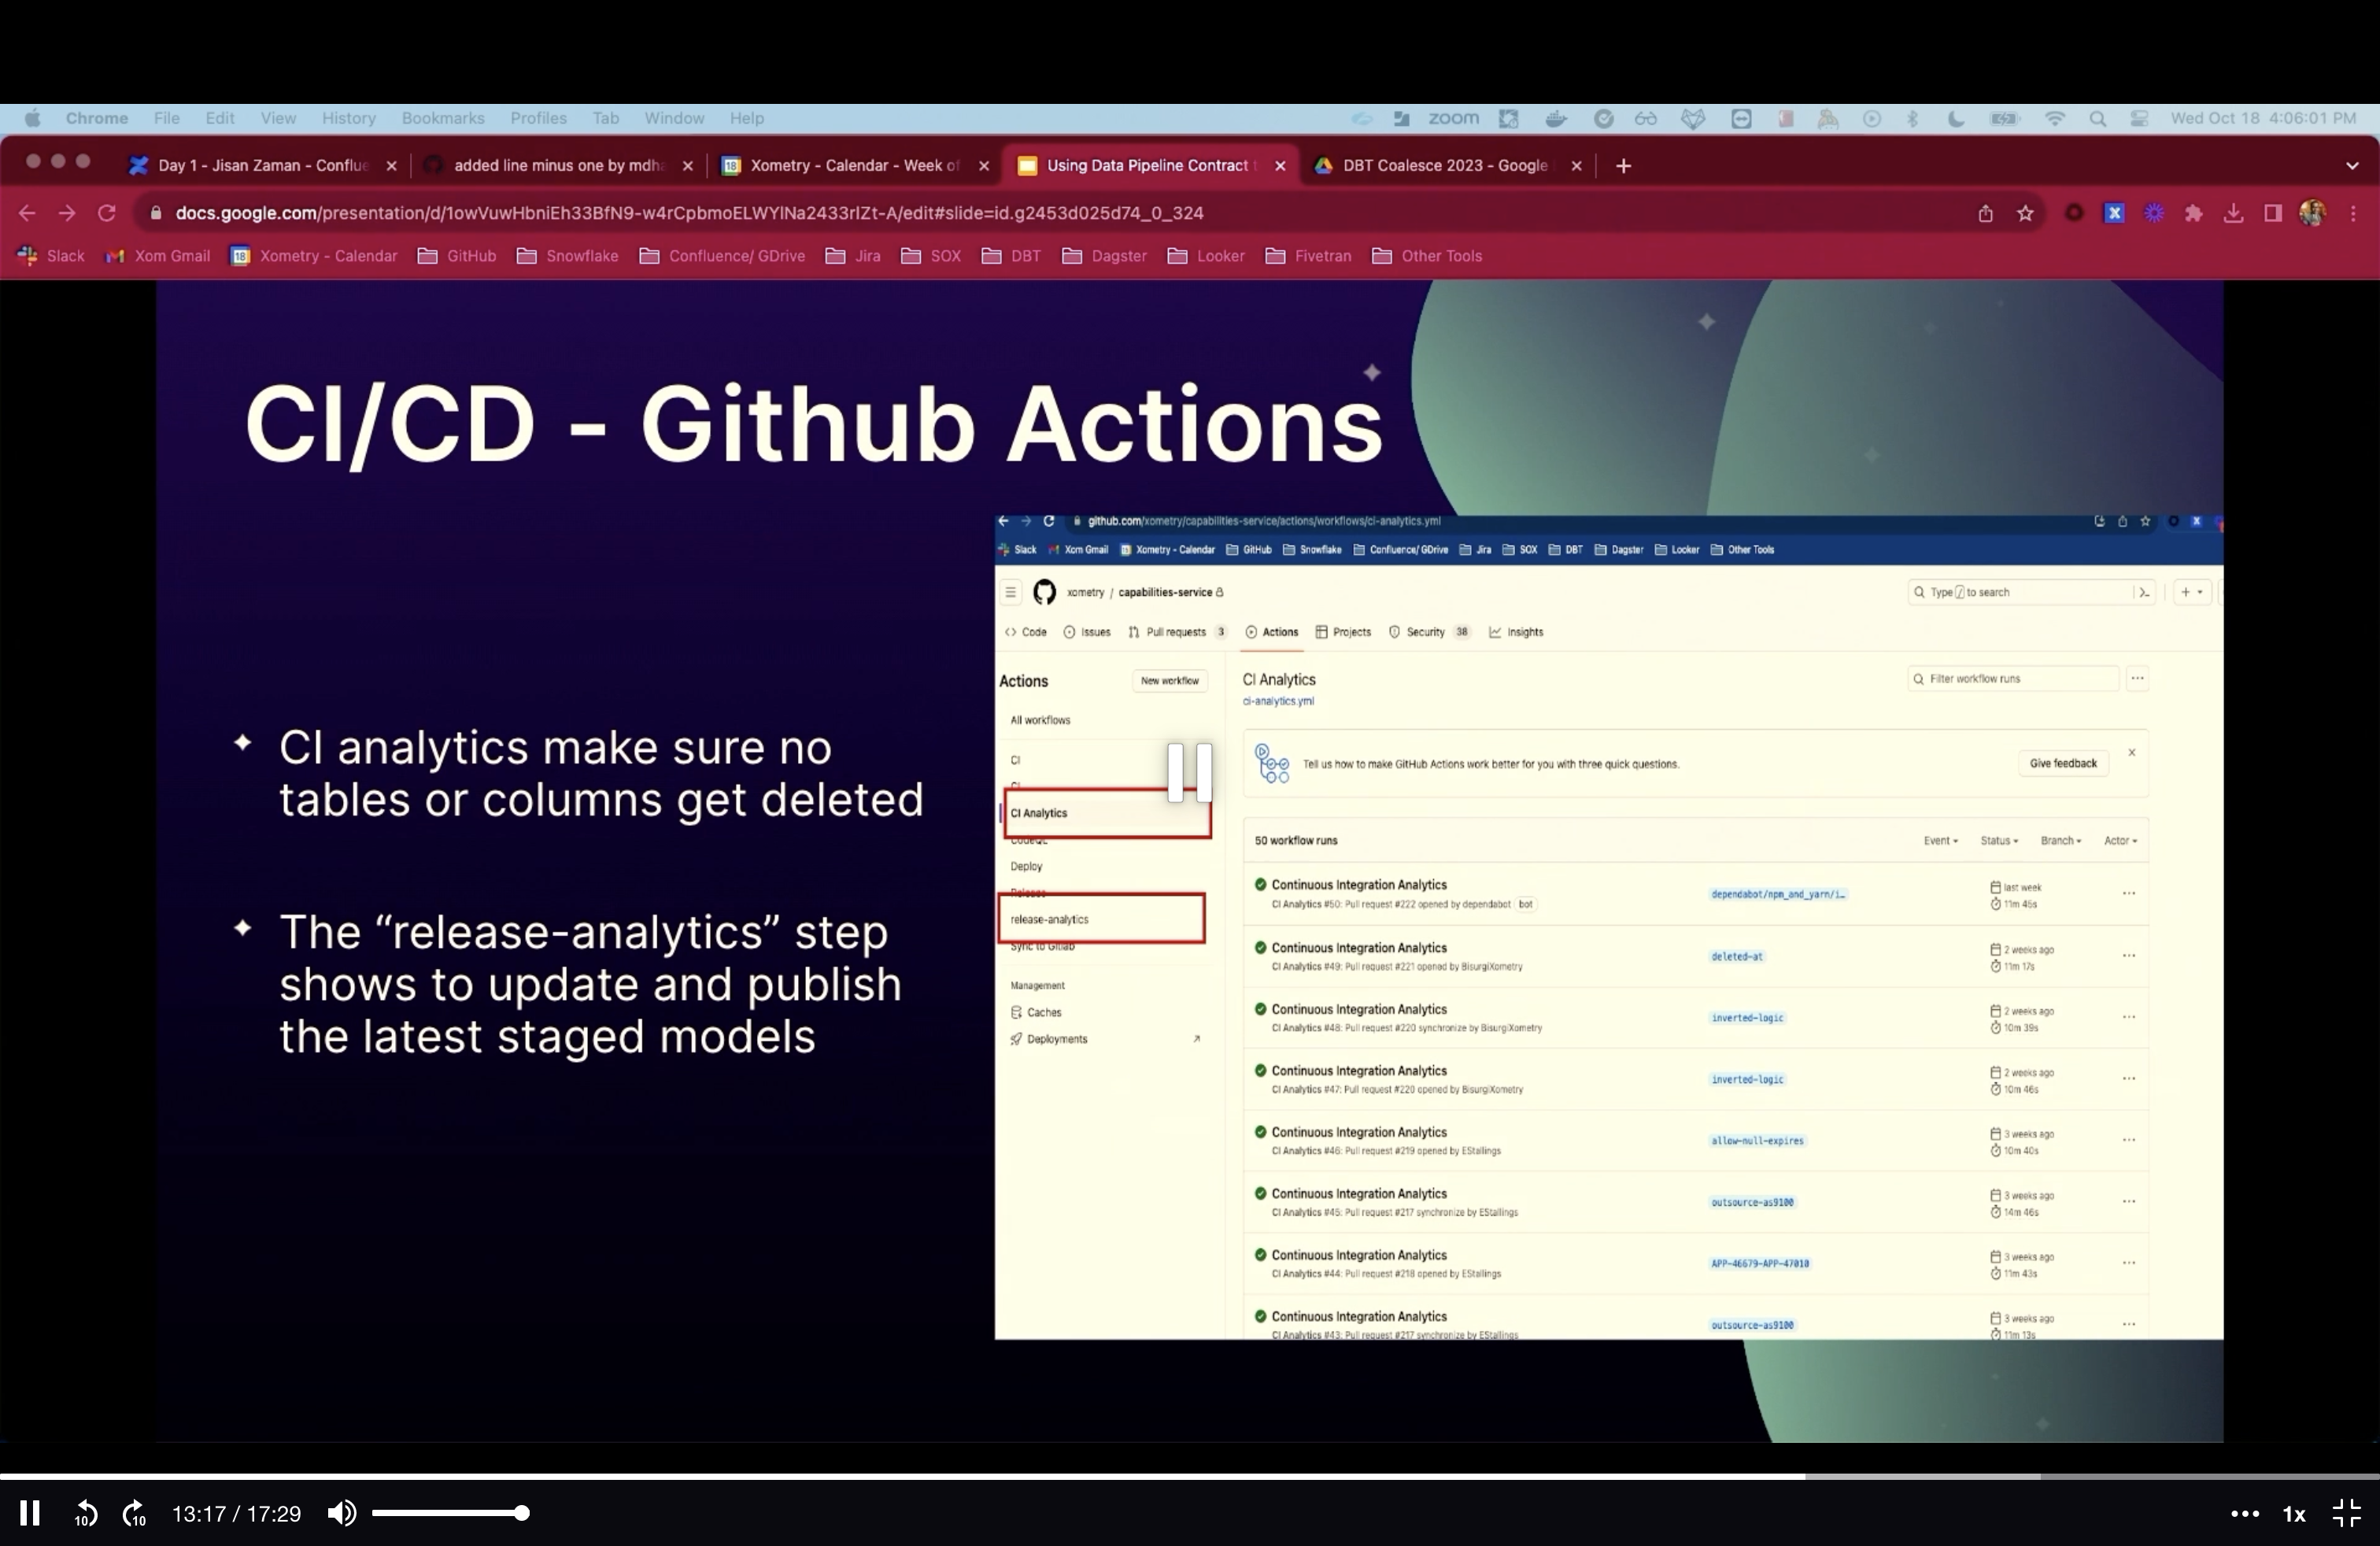 Chrome File Edit View History Bookmarks Profiles Tab Window Help zoom Wed Oct 18 4:06:01 PM
Day 1 - Jisan Zaman - Conflue added line minus one by mdha Xometry - Calendar - Week of Using Data Pipeline Contract t DBT Coalesce 2023 - Google
docs.google.com/presentation/d/1owVuwHbniEh33BfN9-w4rCpbmoELWYlNa2433rlZt-A/edit#slide=id.g2453d025d74_0_324
Slack Xom Gmail Xometry - Calendar GitHub Snowflake Confluence/ GDrive Jira SOX DBT Dagster Looker Fivetran Other Tools
CI/CD - Github Actions
CI analytics make sure no
tables or columns get deleted
The “release-analytics” step
shows to update and publish
the latest staged models
github.com/xometry/capabilities-service/actions/workflows/ci-analytics.yml
Slack Xom Gmail Xometry - Calendar GitHub Snowflake Confluence/ GDrive Jira SOX DBT Dagster Looker Other Tools
xometry / capabilities-service Type / to search
Code Issues Pull requests 3 Actions Projects Security 38 Insights
Actions New workflow
All workflows
CI
CI
CI Analytics
CodeQL
Deploy
Release
release-analytics
Sync to Gitlab
Management
Caches
Deployments
CI Analytics Filter workflow runs
ci-analytics.yml
Tell us how to make GitHub Actions work better for you with three quick questions. Give feedback
50 workflow runs Event Status Branch Actor
Continuous Integration Analytics
CI Analytics #50: Pull request #222 opened by dependabot bot
dependabot/npm_and_yarn/i…
last week
11m 46s
Continuous Integration Analytics
CI Analytics #49: Pull request #221 opened by BisurgiXometry
deleted-at
2 weeks ago
11m 17s
Continuous Integration Analytics
CI Analytics #48: Pull request #220 synchronize by BisurgiXometry
inverted-logic
2 weeks ago
10m 39s
Continuous Integration Analytics
CI Analytics #47: Pull request #220 opened by BisurgiXometry
inverted-logic
2 weeks ago
10m 46s
Continuous Integration Analytics
CI Analytics #46: Pull request #219 opened by EStallings
allow-null-expires
3 weeks ago
10m 40s
Continuous Integration Analytics
CI Analytics #45: Pull request #217 synchronize by EStallings
outsource-as9100
3 weeks ago
14m 46s
Continuous Integration Analytics
CI Analytics #44: Pull request #218 opened by EStallings
APP-46679-APP-47010
3 weeks ago
11m 43s
Continuous Integration Analytics
CI Analytics #43: Pull request #217 synchronize by EStallings
outsource-as9100
3 weeks ago
11m 13s
10 10 13:17 / 17:29 1x